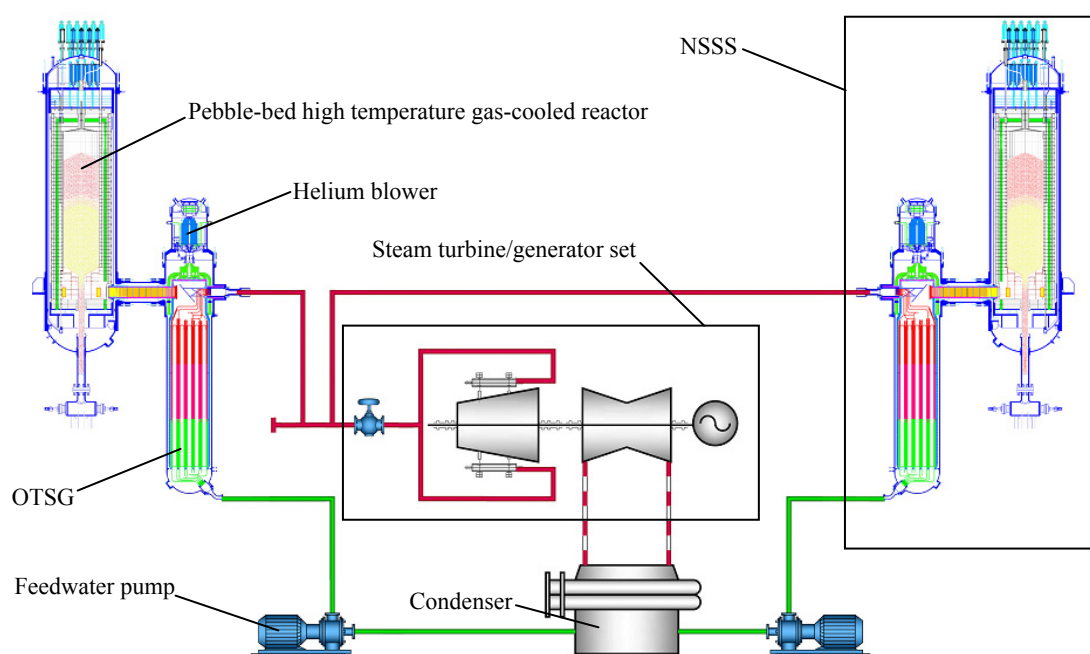 NSSS
Pebble-bed high temperature gas-cooled reactor
Helium blower
Steam turbine/generator set
OTSG
Feedwater pump
Condenser